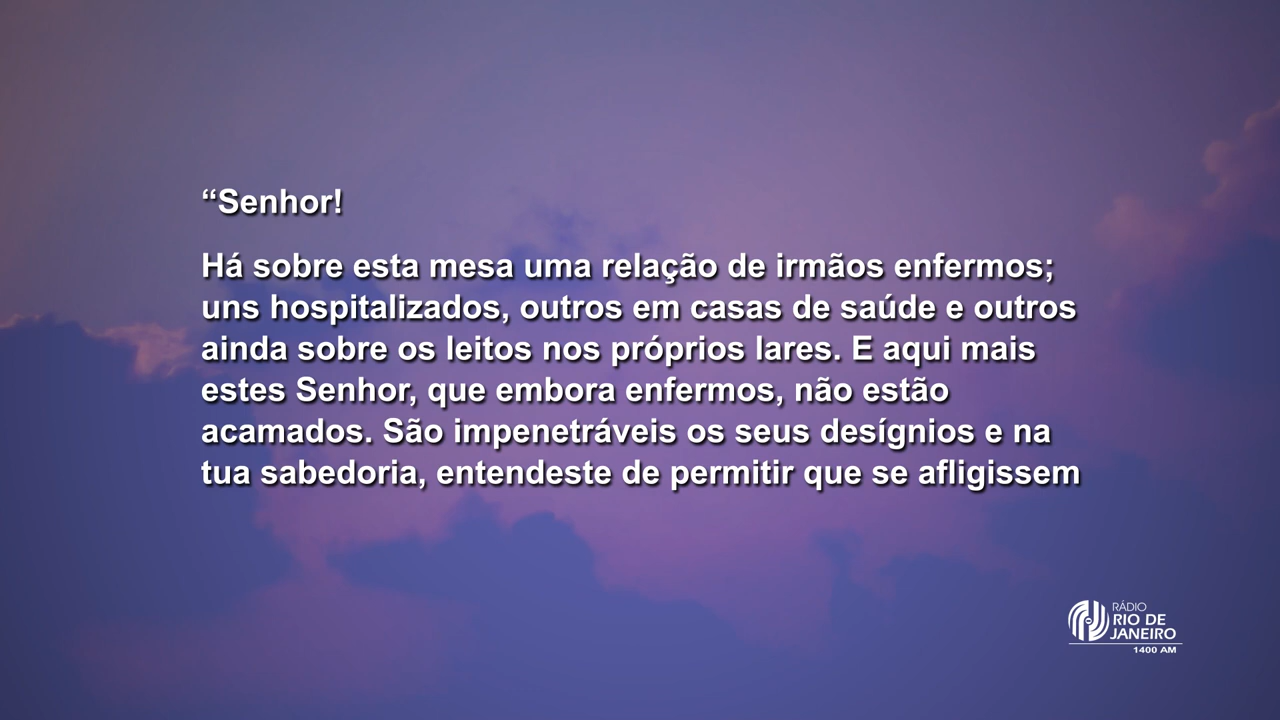 “Senhor!
Há sobre esta mesa uma relação de irmãos enfermos;
uns hospitalizados, outros em casas de saúde e outros
ainda sobre os leitos nos próprios lares. E aqui mais
estes Senhor, que embora enfermos, não estão
acamados. São impenetráveis os seus desígnios e na
tua sabedoria, entendeste de permitir que se afligissem
RÁDIO
RIO DE
JANEIRO
1400 AM